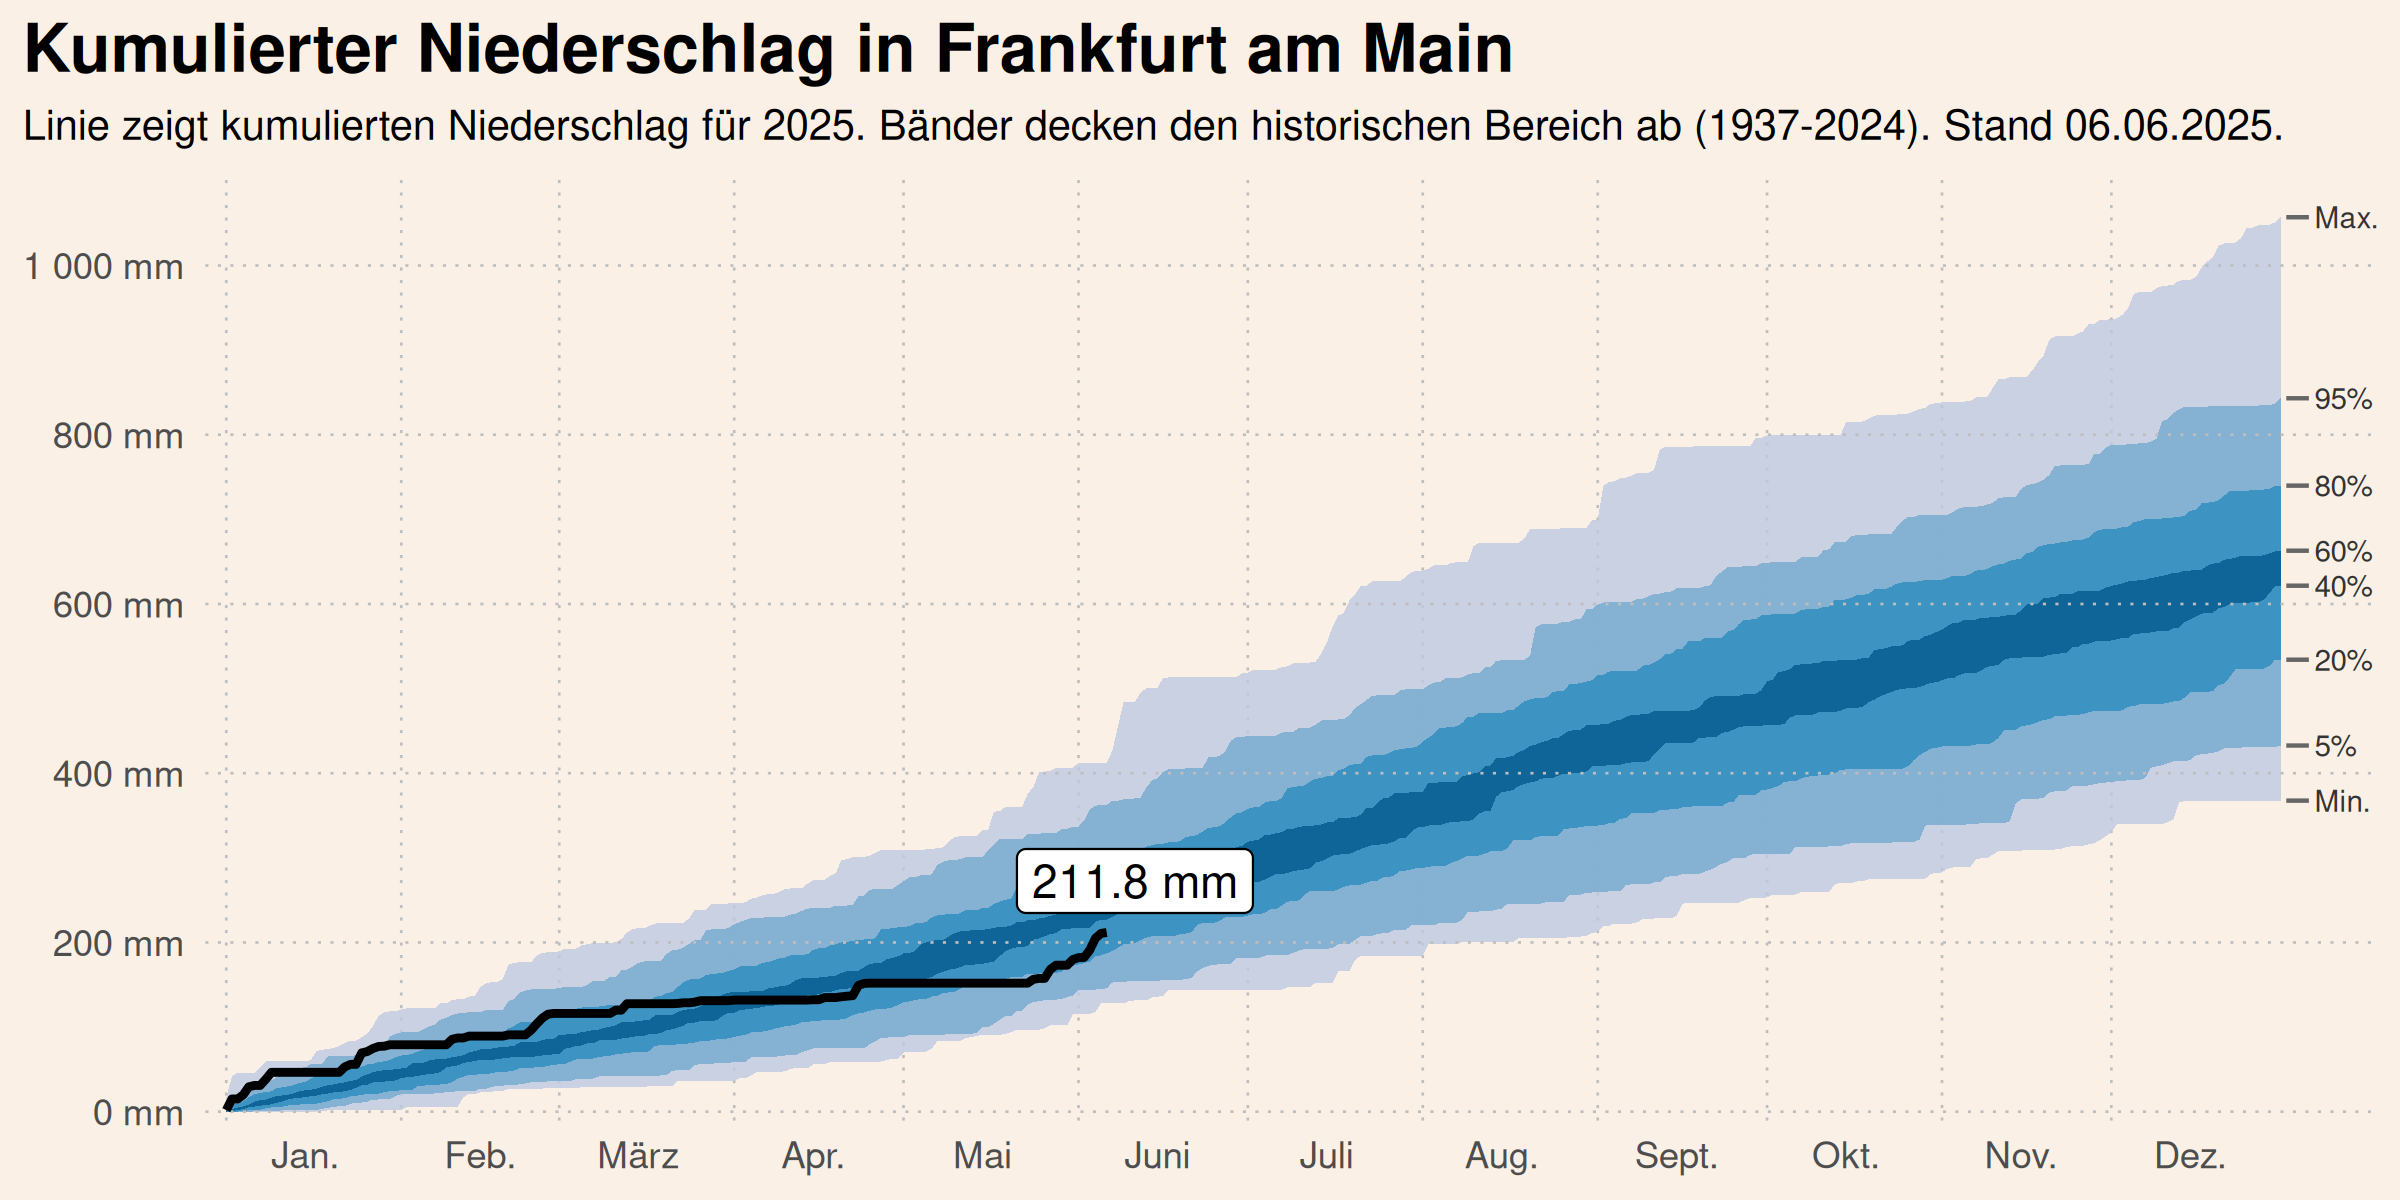 Kumulierter Niederschlag in Frankfurt am Main
Linie zeigt kumulierten Niederschlag für 2025. Bänder decken den historischen Bereich ab (1937-2024). Stand 06.06.2025.
Max.
1 000 mm
95%
800 mm
80%
60%
40%
600 mm
20%
5%
400 mm
Min.
211.8 mm
200 mm
0 mm
Jan. Feb. März Apr. Mai Juni Juli Aug. Sept. Okt. Nov. Dez.